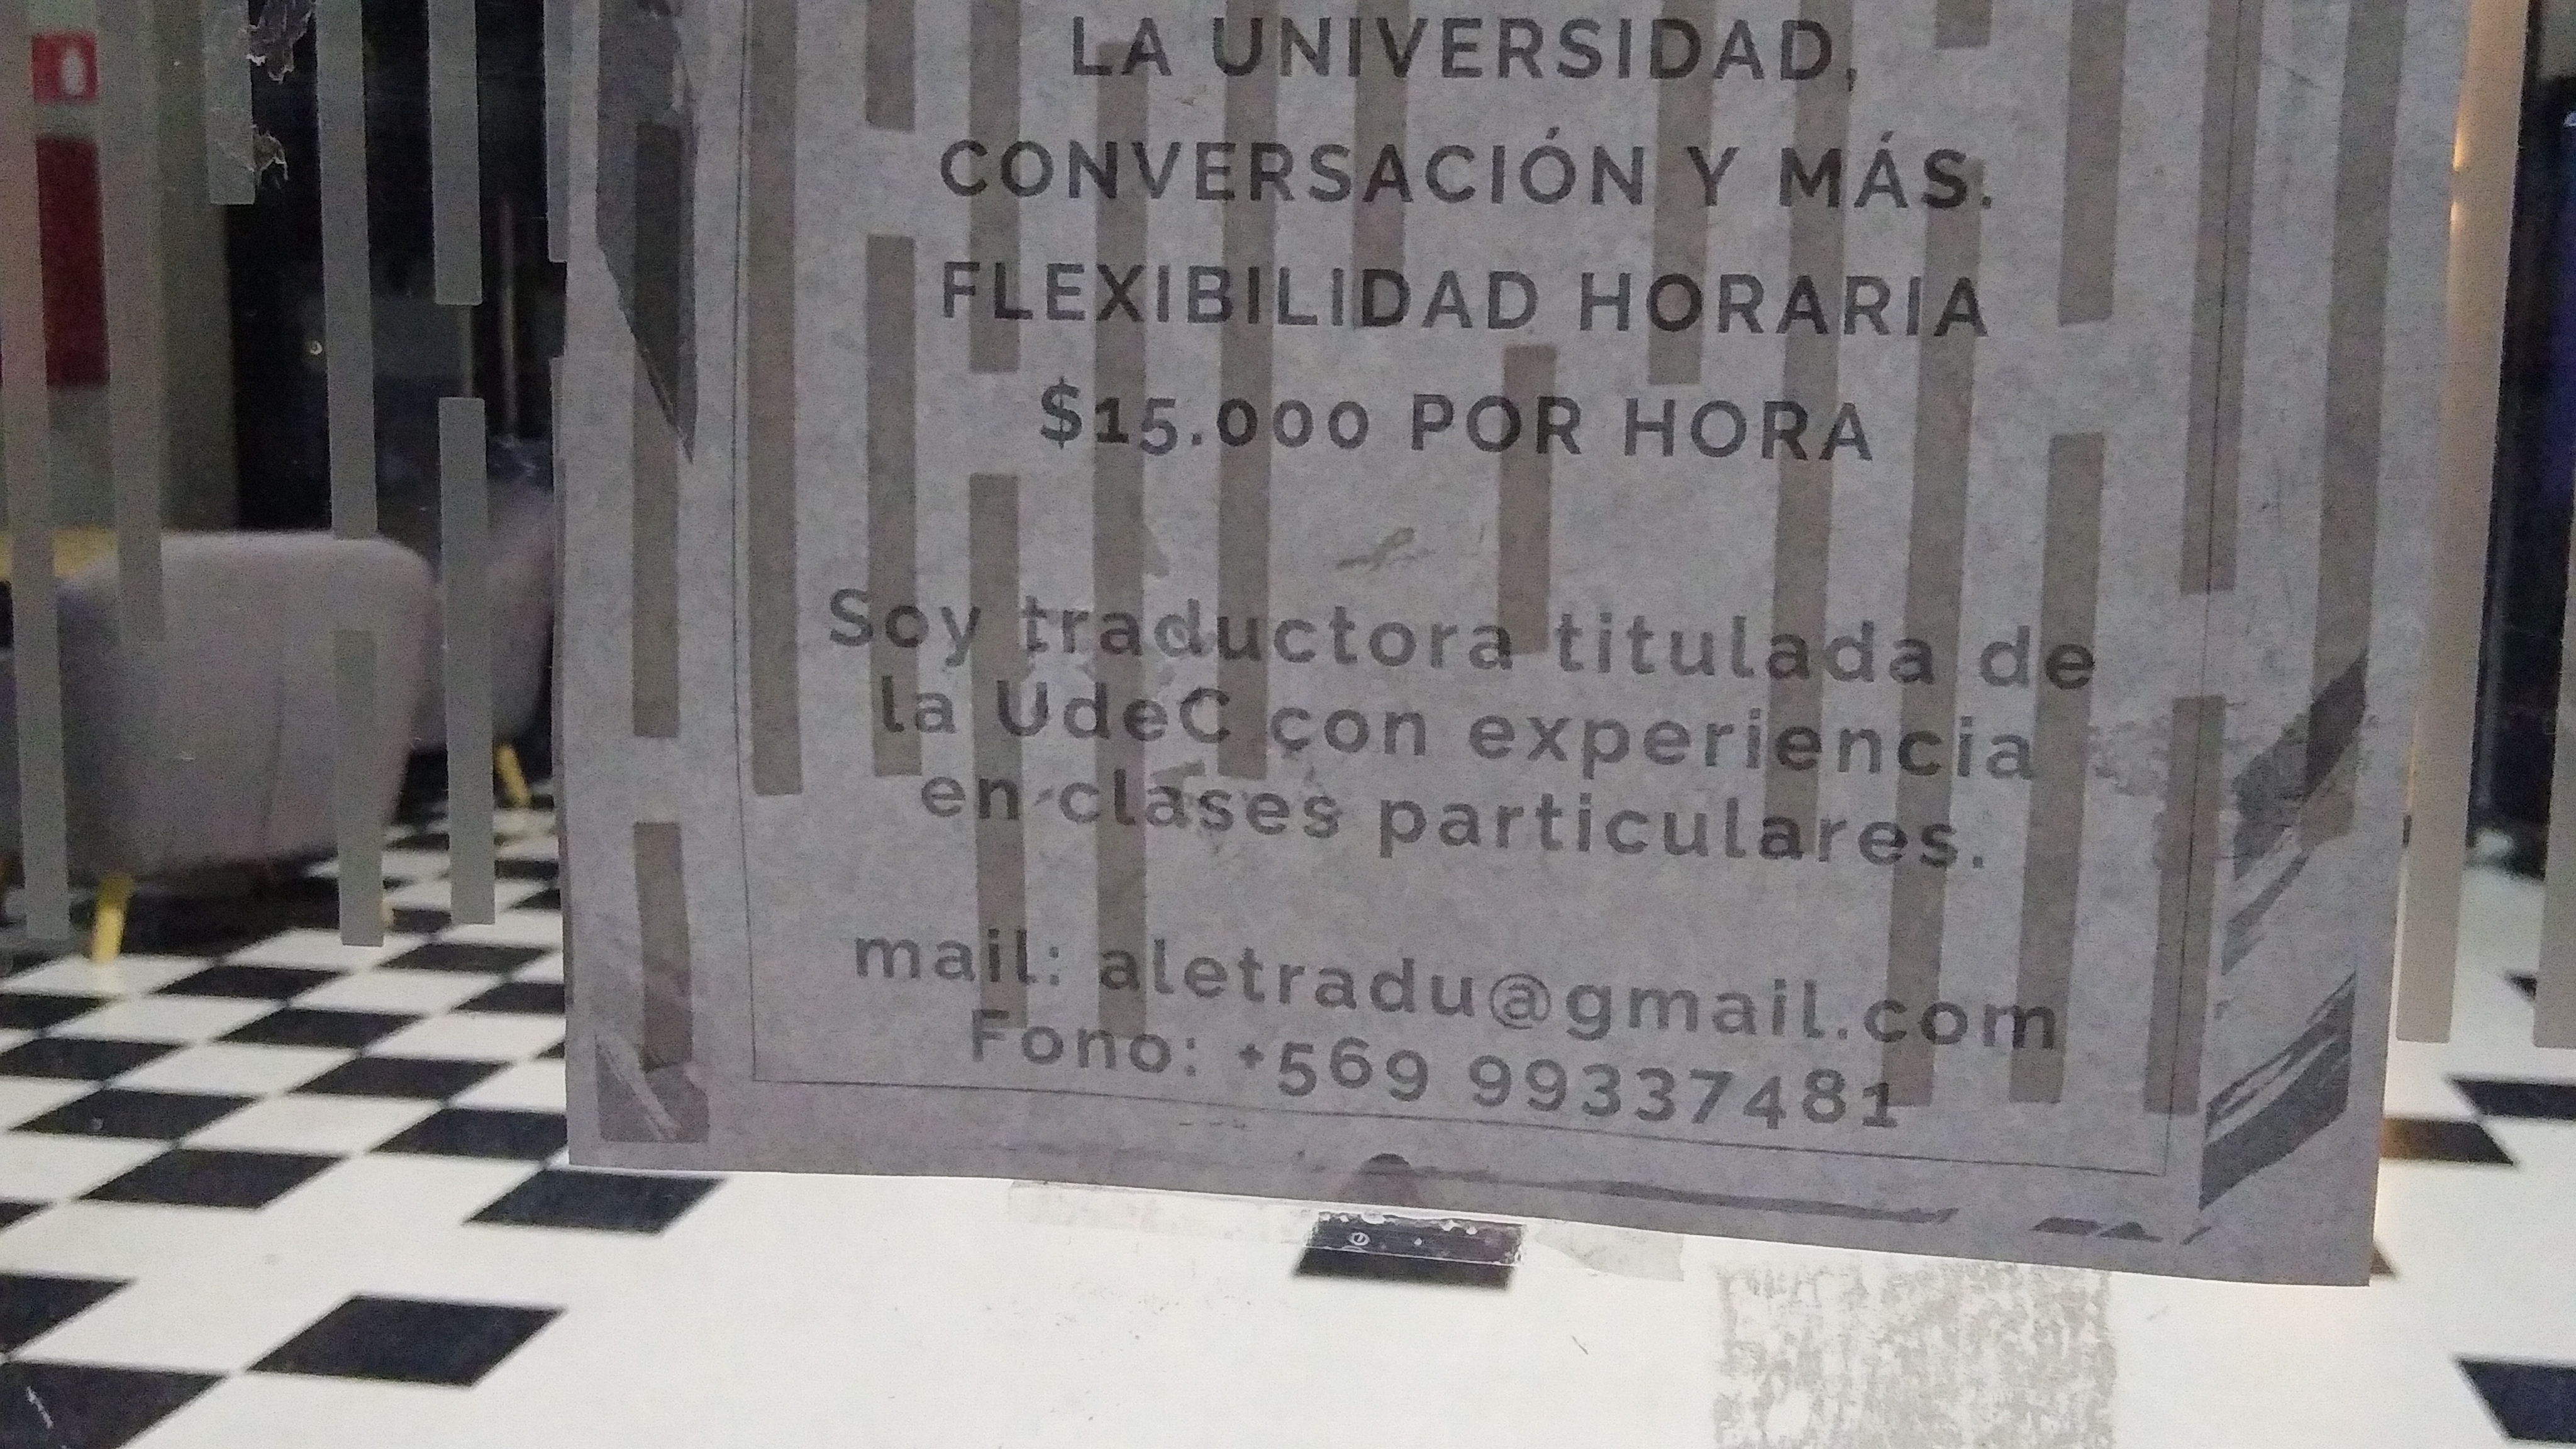 LA UNIVERSIDAD,
CONVERSACIÓN Y MÁS.
FLEXIBILIDAD HORARIA
$15.000 POR HORA
Soy traductora titulada de
la UdeC con experiencia
en clases particulares.
mail: aletradu@gmail.com
Fono: +569 99337481